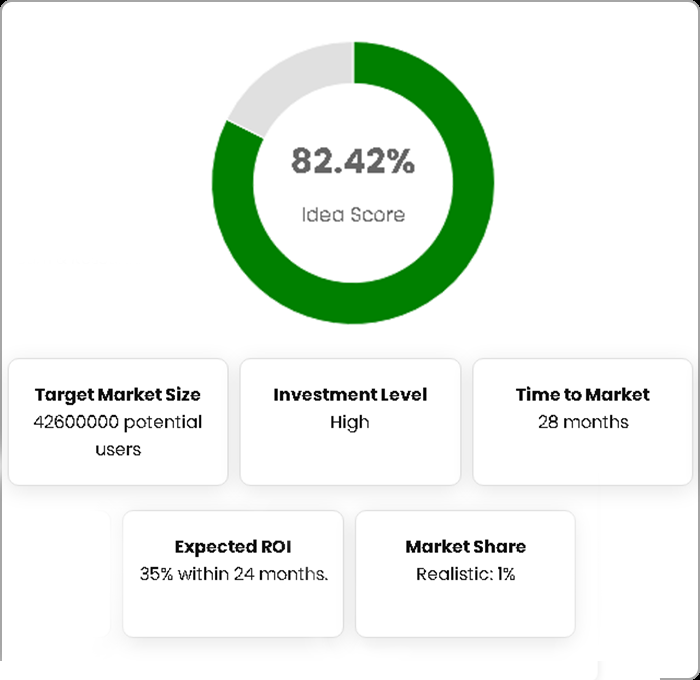 82.42%
Idea Score
Target Market Size
42600000 potential
users
Investment Level
High
Time to Market
28 months
Expected ROI
35% within 24 months.
Market Share
Realistic: 1%